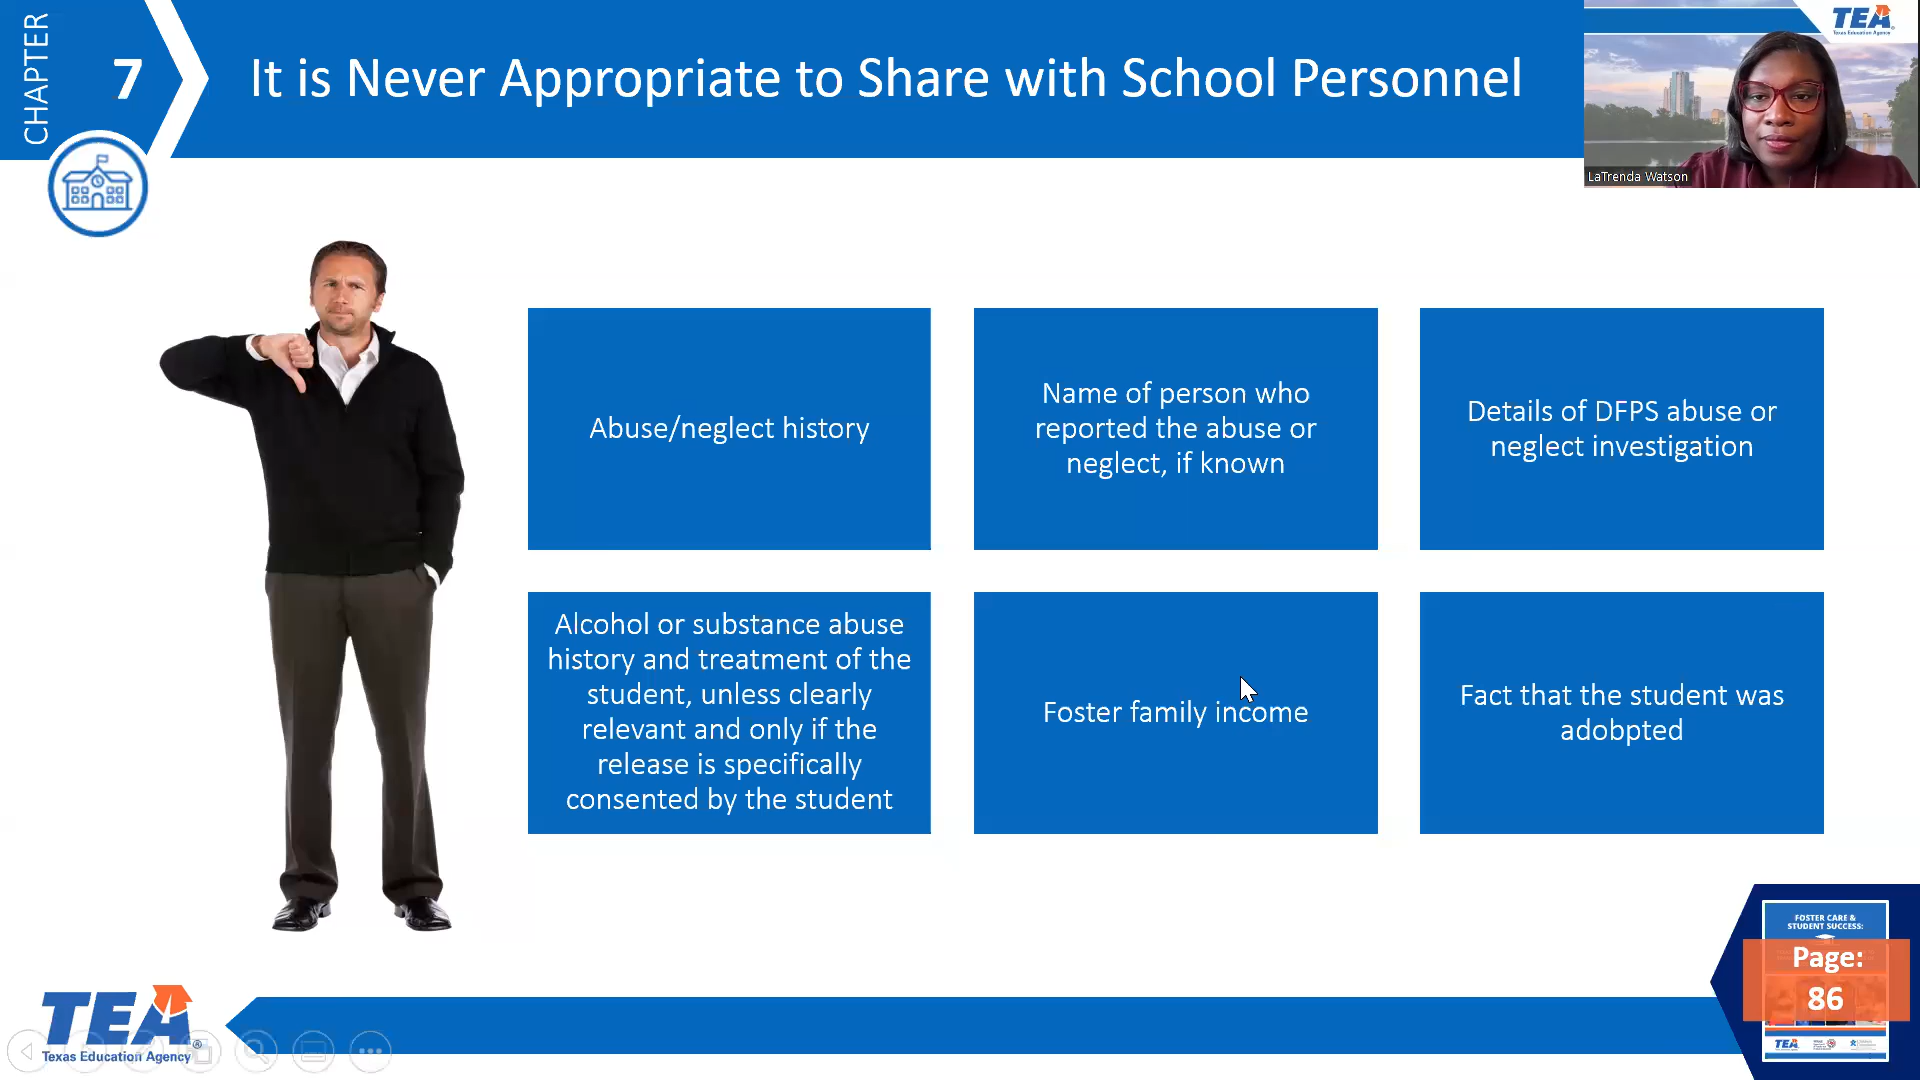 CHAPTER
7
It is Never Appropriate to Share with School Personnel
TEA
Texas Education Agency
LaTrenda Watson
Abuse/neglect history
Name of person who
reported the abuse or
neglect, if known
Details of DFPS abuse or
neglect investigation
Alcohol or substance abuse
history and treatment of the
student, unless clearly
relevant and only if the
release is specifically
consented by the student
Foster family income
Fact that the student was
adobpted
FOSTER CARE &
STUDENT SUCCESS:
Page:
86
TEA
TEA
Texas Education Agency